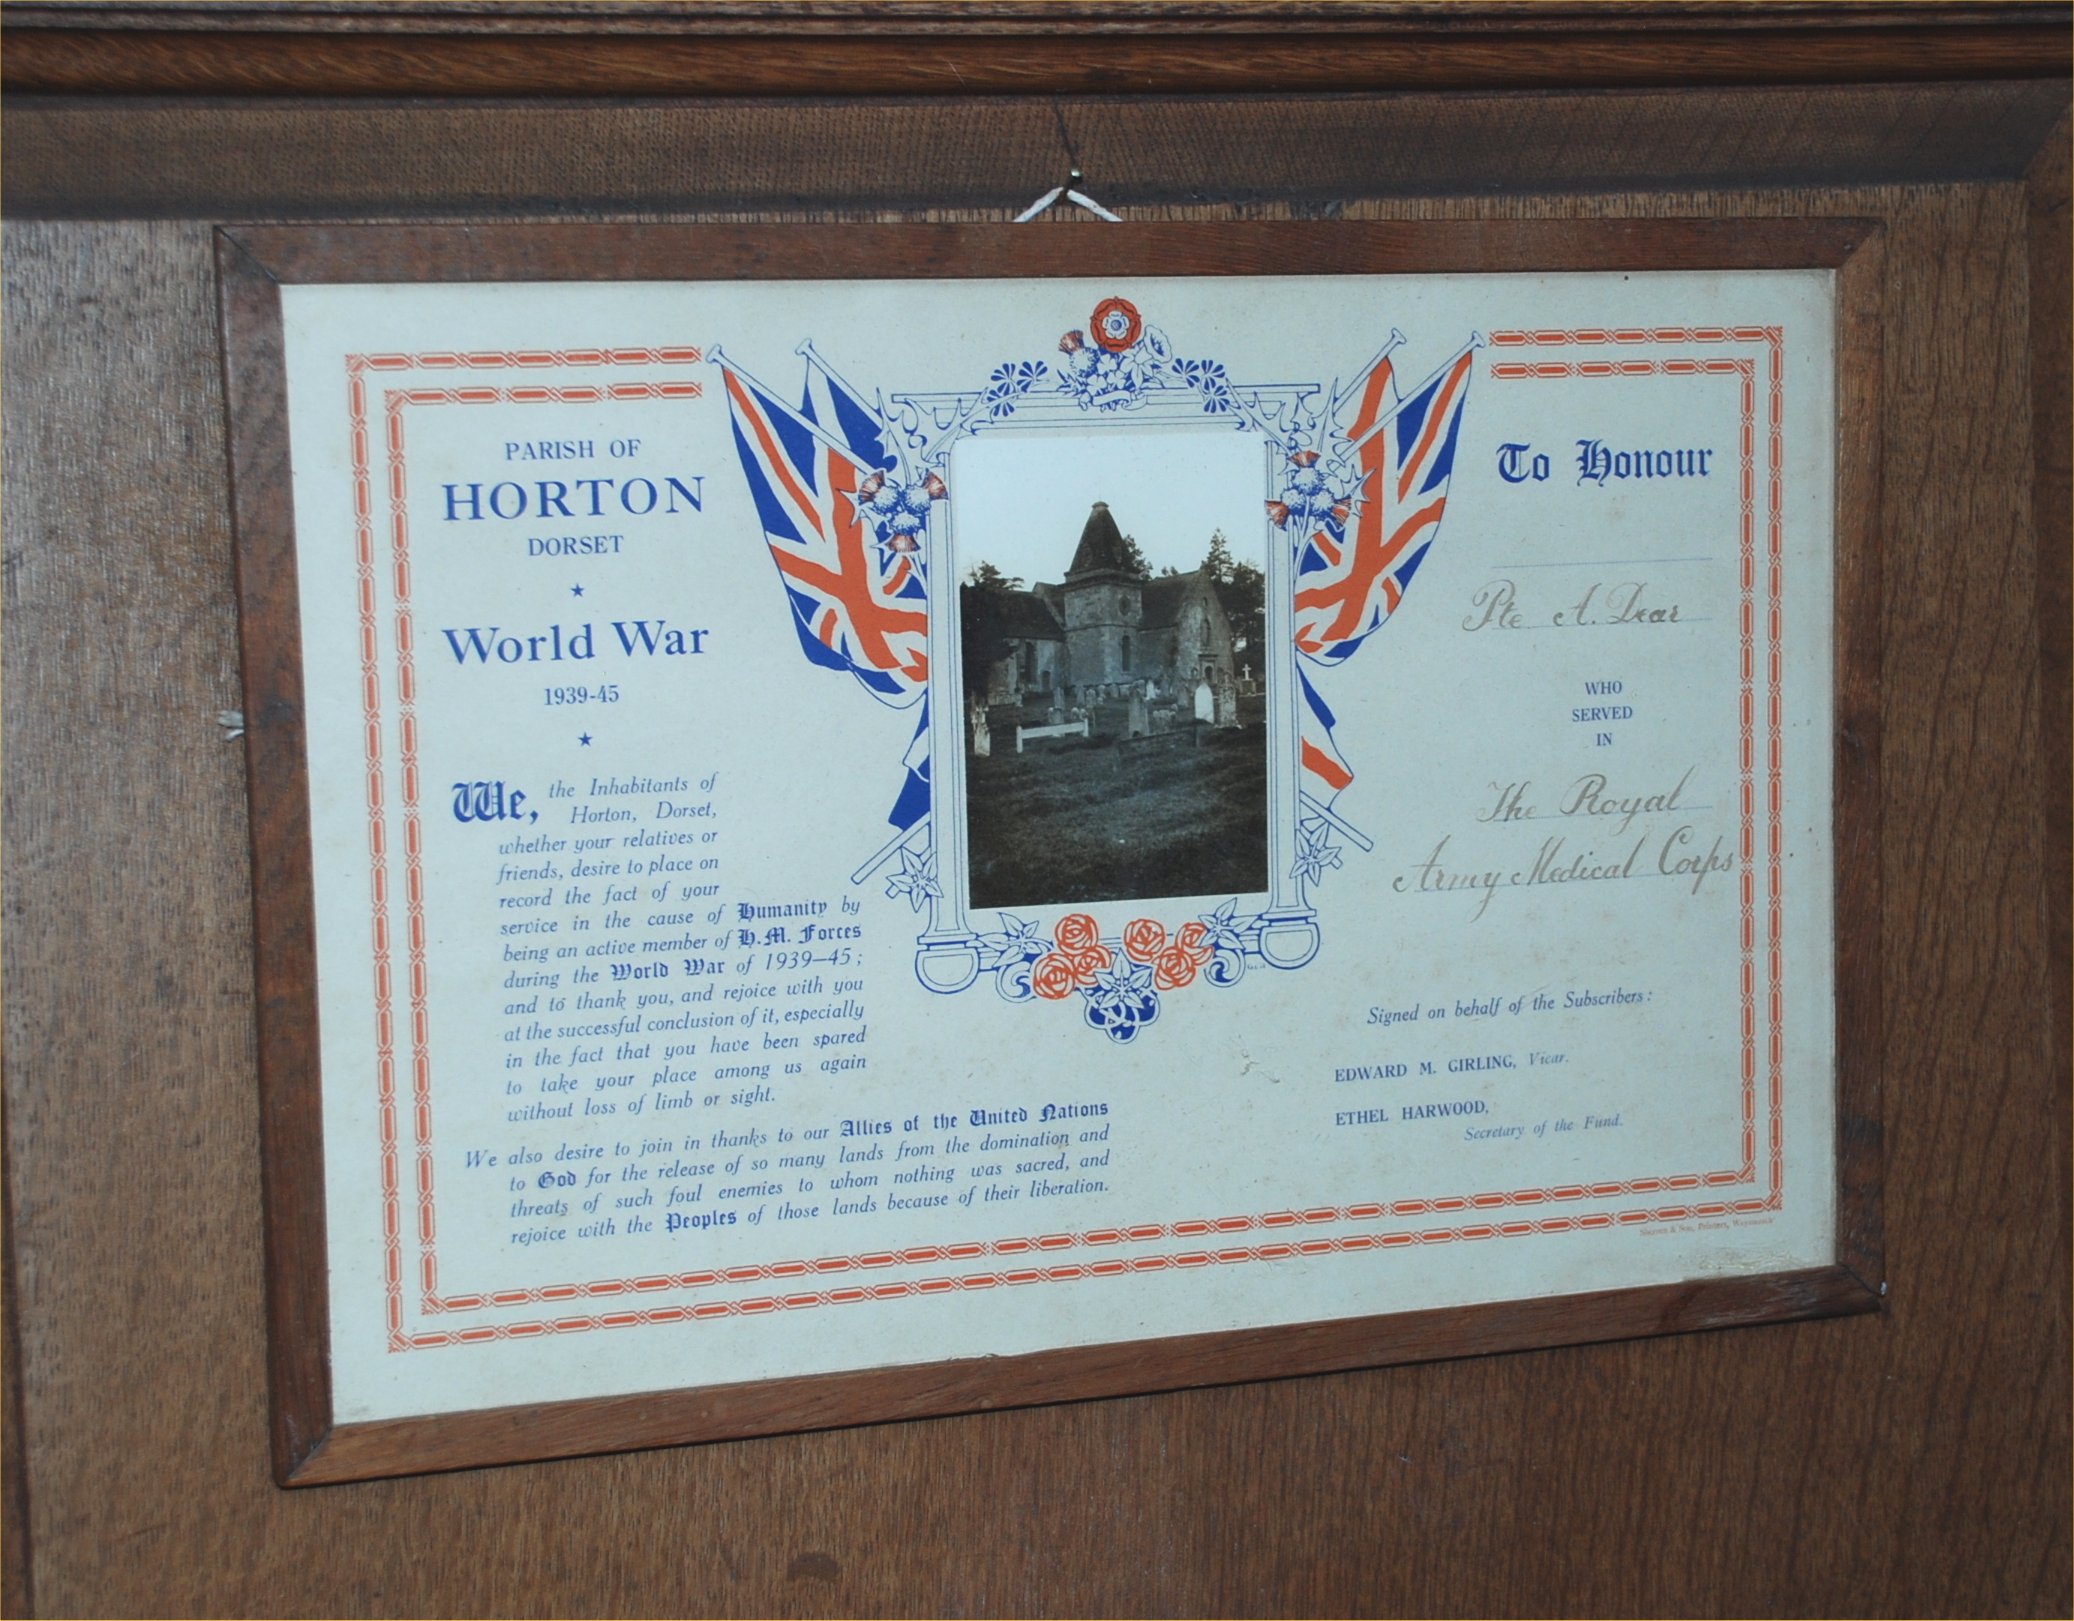 PARISH OF
HORTON
DORSET
World War
1939-45
We, the Inhabitants of
Horton, Dorset,
whether your relatives or
friends, desire to place on
record the fact of your
service in the cause of Humanity by
being an active member of H.M. Forces
during the World War of 1939–45;
and to thank you, and rejoice with you
at the successful conclusion of it, especially
in the fact that you have been spared
to take your place among us again
without loss of limb or sight.
We also desire to join in thanks to our Allies of the United Nations
to God for the release of so many lands from the domination and
threats of such foul enemies to whom nothing was sacred, and
rejoice with the Peoples of those lands because of their liberation.
To Honour
Pte A. Dear
WHO
SERVED
IN
The Royal
Army Medical Corps
Signed on behalf of the Subscribers:
EDWARD M. GIRLING, Vicar.
ETHEL HARWOOD,
Secretary of the Fund.
& Son, Printers, Weymouth